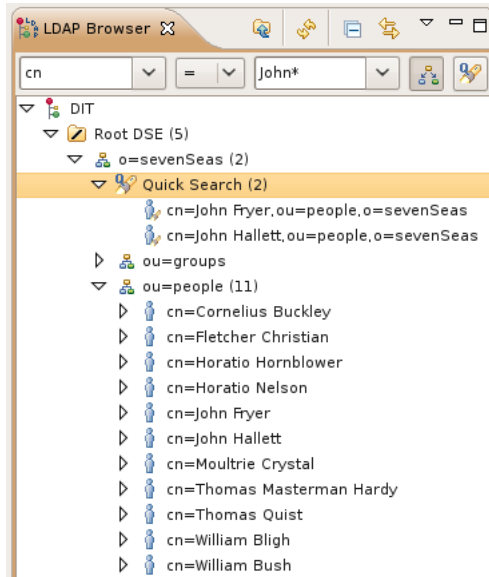 LDAP Browser
cn = John*
DIT
Root DSE (5)
o=sevenSeas (2)
Quick Search (2)
cn=John Fryer,ou=people,o=sevenSeas
cn=John Hallett,ou=people,o=sevenSeas
ou=groups
ou=people (11)
cn=Cornelius Buckley
cn=Fletcher Christian
cn=Horatio Hornblower
cn=Horatio Nelson
cn=John Fryer
cn=John Hallett
cn=Moultrie Crystal
cn=Thomas Masterman Hardy
cn=Thomas Quist
cn=William Bligh
cn=William Bush